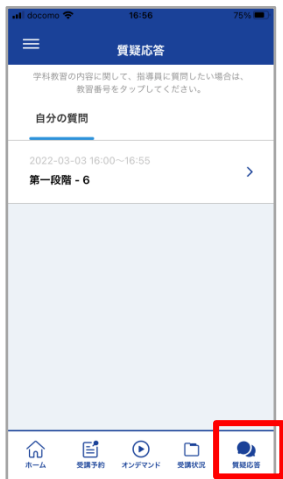 docomo 16:56 75%
質疑応答
学科教習の内容に関して、指導員に質問したい場合は、
教習番号をタップしてください。
自分の質問
2022-03-03 16:00～16:55
第一段階 - 6
ホーム 受講予約 オンデマンド 受講状況 質疑応答